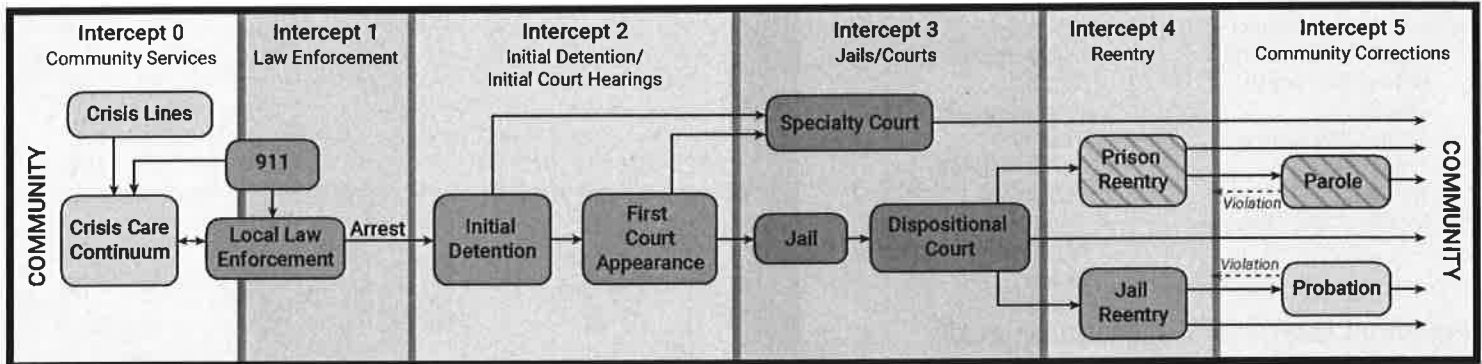 Intercept 0
Community Services
Intercept 1
Law Enforcement
Intercept 2
Initial Detention/
Initial Court Hearings
Intercept 3
Jails/Courts
Intercept 4
Reentry
Intercept 5
Community Corrections
COMMUNITY
Crisis Lines
911
Crisis Care
Continuum
Local Law
Enforcement
Arrest
Initial
Detention
First
Court
Appearance
Specialty Court
Jail
Dispositional
Court
Prison
Reentry
Violation
Parole
Jail
Reentry
Violation
Probation
COMMUNITY